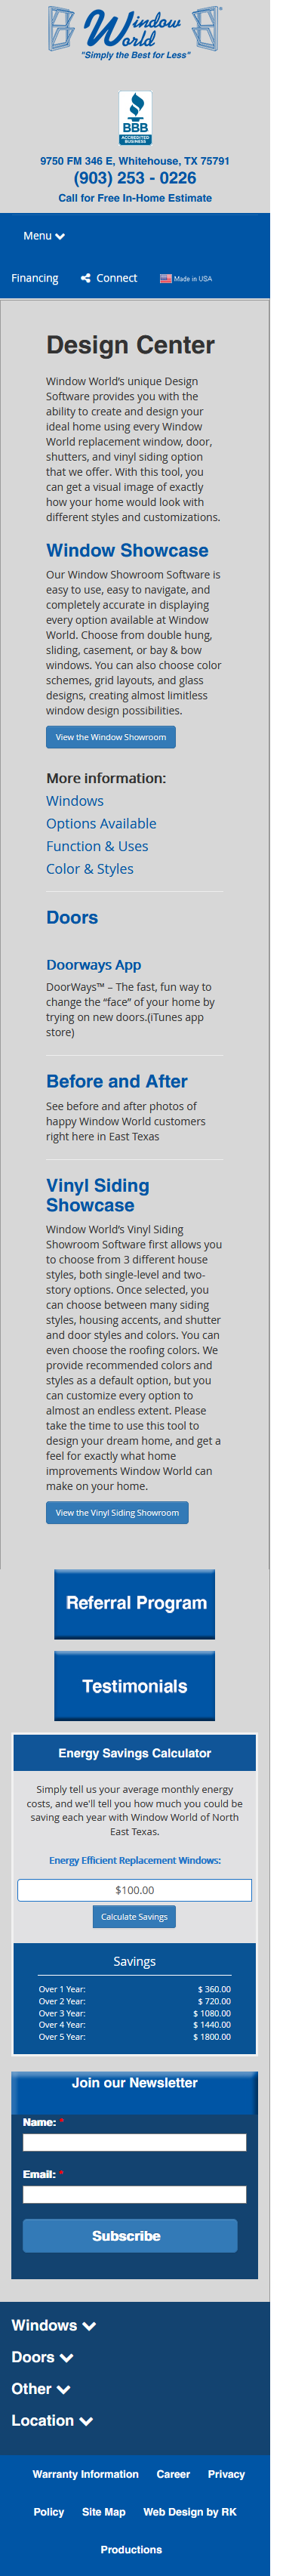 Window
World
®
"Simply the Best for Less"
BBB
ACCREDITED
BUSINESS
9750 FM 346 E, Whitehouse, TX 75791
(903) 253 - 0226
Call for Free In-Home Estimate
Menu
Financing Connect Made in USA
Design Center
Window World's unique Design
Software provides you with the
ability to create and design your
ideal home using every Window
World replacement window, door,
shutters, and vinyl siding option
that we offer. With this tool, you
can get a visual image of exactly
how your home would look with
different styles and customizations.
Window Showcase
Our Window Showroom Software is
easy to use, easy to navigate, and
completely accurate in displaying
every option available at Window
World. Choose from double hung,
sliding, casement, or bay & bow
windows. You can also choose color
schemes, grid layouts, and glass
designs, creating almost limitless
window design possibilities.
View the Window Showroom
More information:
Windows
Options Available
Function & Uses
Color & Styles
Doors
Doorways App
DoorWays™ – The fast, fun way to
change the “face” of your home by
trying on new doors.(iTunes app
store)
Before and After
See before and after photos of
happy Window World customers
right here in East Texas
Vinyl Siding
Showcase
Window World's Vinyl Siding
Showroom Software first allows you
to choose from 3 different house
styles, both single-level and two-
story options. Once selected, you
can choose between many siding
styles, housing accents, and shutter
and door styles and colors. You can
even choose the roofing colors. We
provide recommended colors and
styles as a default option, but you
can customize every option to
almost an endless extent. Please
take the time to use this tool to
design your dream home, and get a
feel for exactly what home
improvements Window World can
make on your home.
View the Vinyl Siding Showroom
Referral Program
Testimonials
Energy Savings Calculator
Simply tell us your average monthly energy
costs, and we'll tell you how much you could be
saving each year with Window World of North
East Texas.
Energy Efficient Replacement Windows:
$100.00
Calculate Savings
Savings
Over 1 Year: $ 360.00
Over 2 Year: $ 720.00
Over 3 Year: $ 1080.00
Over 4 Year: $ 1440.00
Over 5 Year: $ 1800.00
Join our Newsletter
Name: *
Email: *
Subscribe
Windows
Doors
Other
Location
Warranty Information Career Privacy
Policy Site Map Web Design by RK
Productions